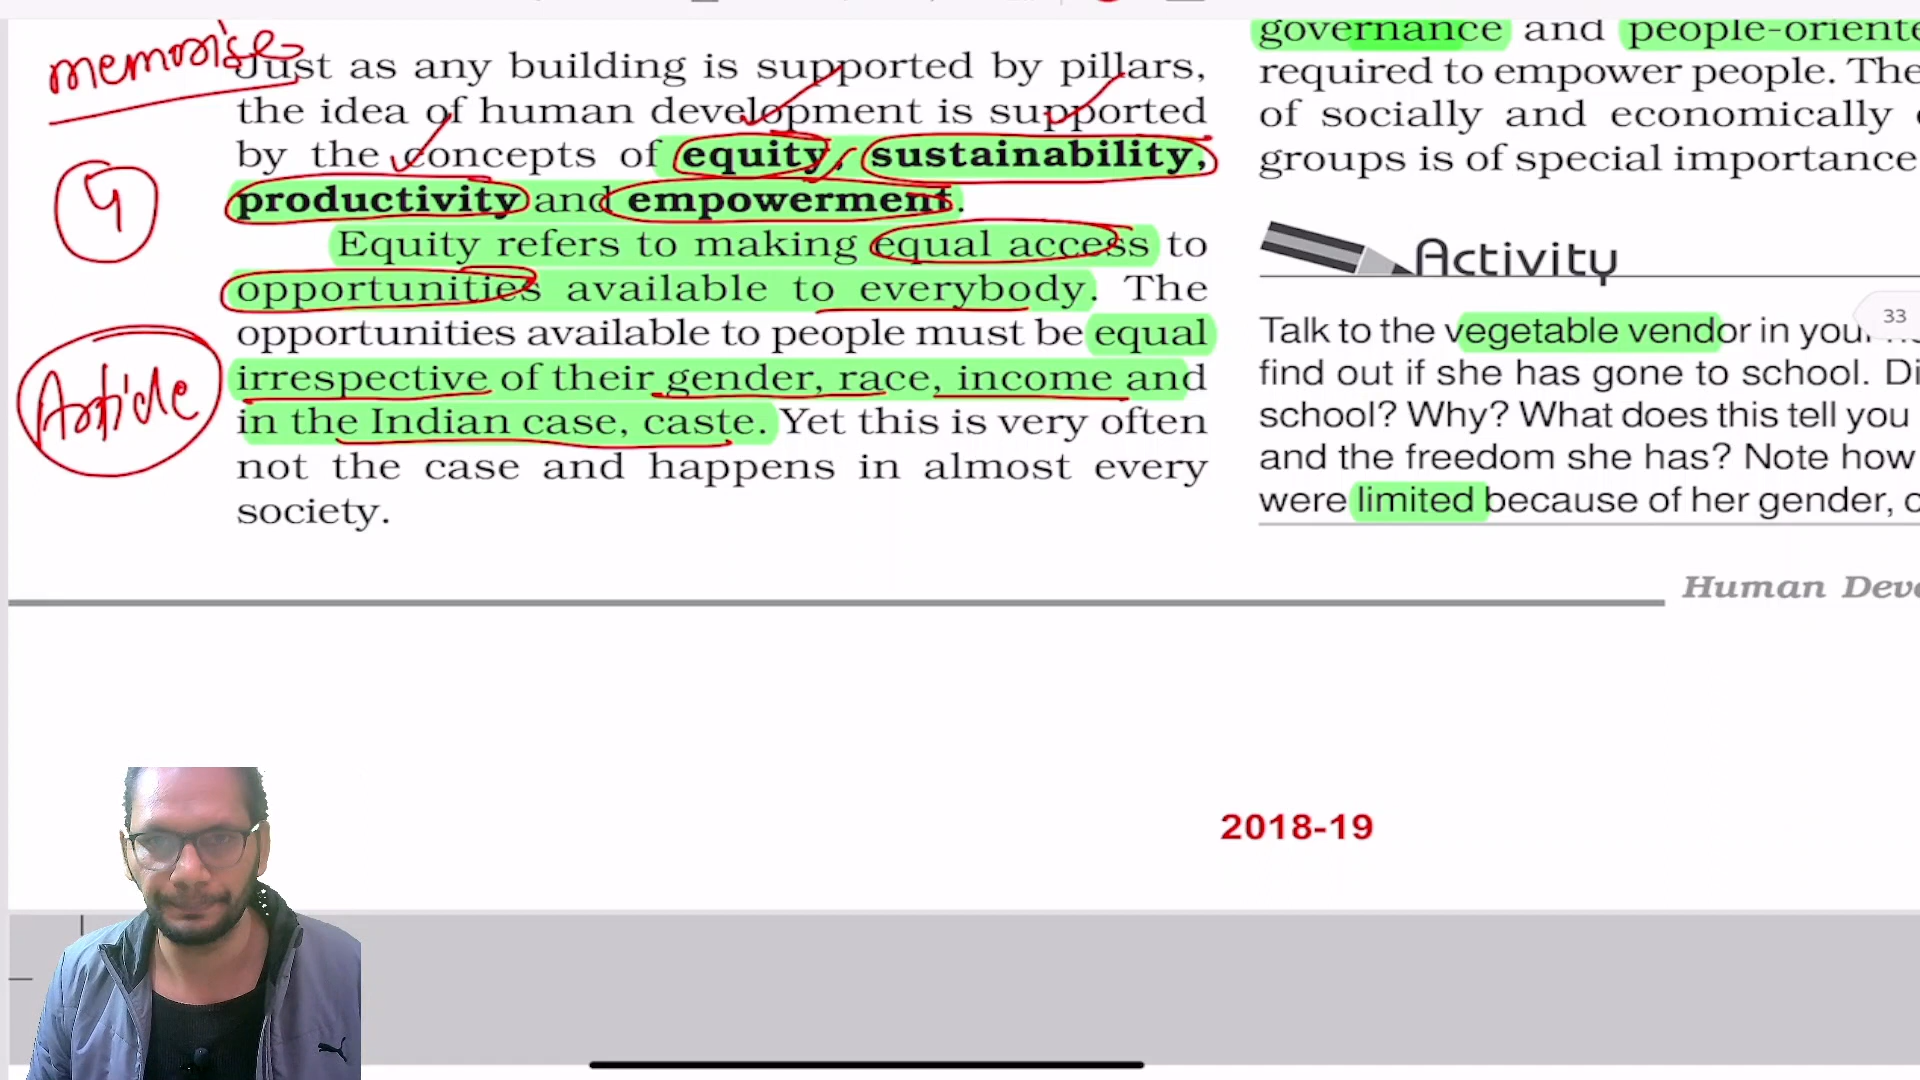 memorise
Just as any building is supported by pillars,
the idea of human development is supported
by the concepts of equity, sustainability,
productivity and empowerment.
4
Equity refers to making equal access to
opportunities available to everybody. The
opportunities available to people must be equal
irrespective of their gender, race, income and
in the Indian case, caste. Yet this is very often
not the case and happens in almost every
society.
Article
governance and people-oriente
required to empower people. The
of socially and economically
groups is of special importance
Activity
33
Talk to the vegetable vendor in your
find out if she has gone to school. Di
school? Why? What does this tell you
and the freedom she has? Note how
were limited because of her gender, c
Human Deve
2018-19